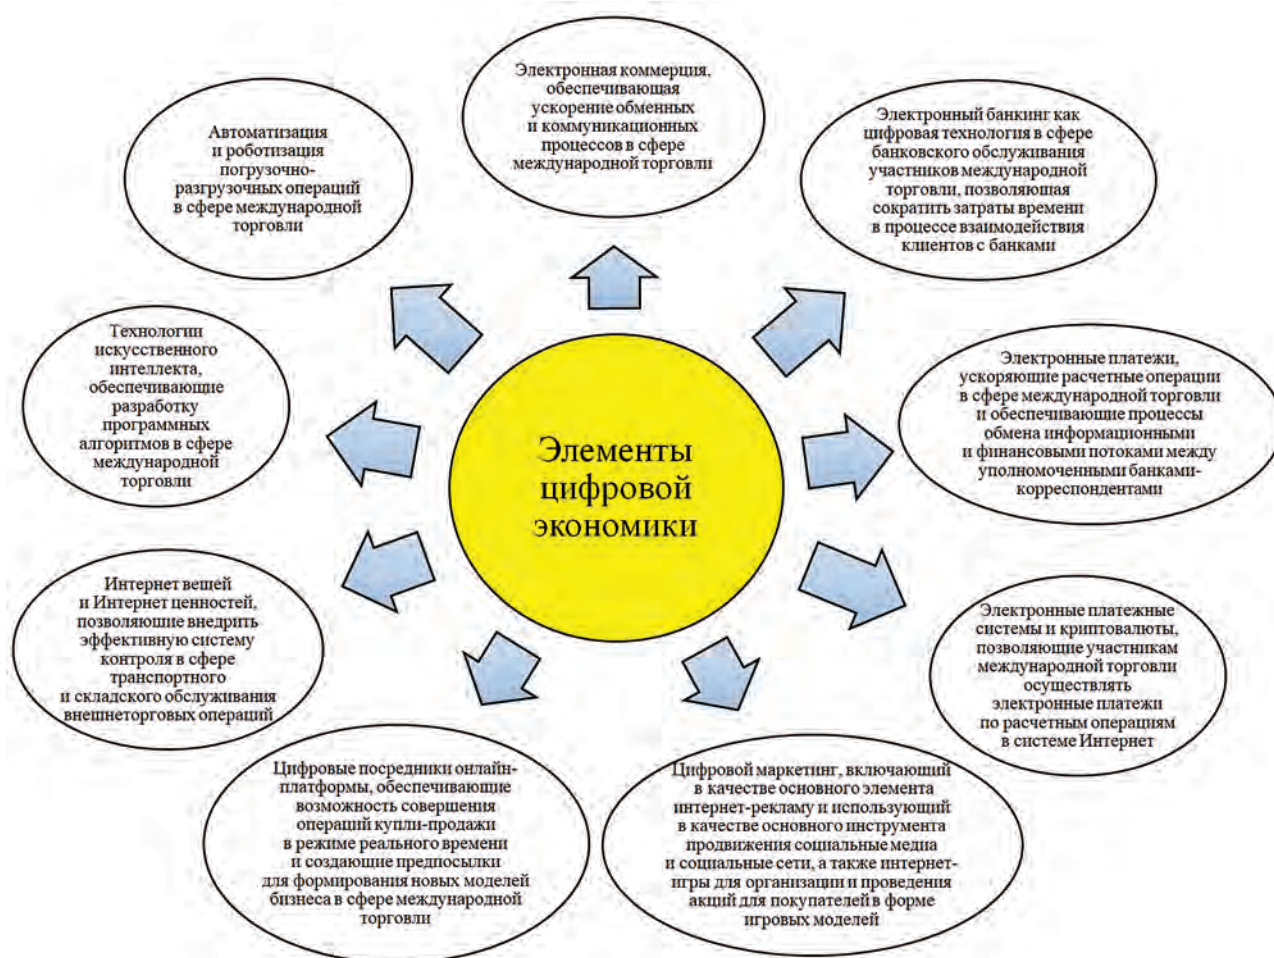 Электронная коммерция,
обеспечивающая
ускорение обменных
и коммуникационных
процессов в сфере
международной торговли
Электронный банкинг как
цифровая технология в сфере
банковского обслуживания
участников международной
торговли, позволяющая
сократить затраты времени
в процессе взаимодействия
клиентов с банками
Электронные платежи,
ускоряющие расчетные операции
в сфере международной торговли
и обеспечивающие процессы
обмена информационными
и финансовыми потоками между
уполномоченными банками-
корреспондентами
Электронные платежные
системы и криптовалюты,
позволяющие участникам
международной торговли
осуществлять
электронные платежи
по расчетным операциям
в системе Интернет
Цифровой маркетинг, включающий
в качестве основного элемента
интернет-рекламу и использующий
в качестве основного инструмента
продвижения социальные медиа
и социальные сети, а также интернет-
игры для организации и проведения
акций для покупателей в форме
игровых моделей
Цифровые посредники онлайн-
платформы, обеспечивающие
возможность совершения
операций купли-продажи
в режиме реального времени
и создающие предпосылки
для формирования новых моделей
бизнеса в сфере международной
торговли
Интернет вещей
и Интернет ценностей,
позволяющие внедрить
эффективную систему
контроля в сфере
транспортного
и складского обслуживания
внешнеторговых операций
Технологии
искусственного
интеллекта,
обеспечивающие
разработку
программных
алгоритмов в сфере
международной
торговли
Автоматизация
и роботизация
погрузочно-
разгрузочных операций
в сфере международной
торговли
Элементы
цифровой
экономики